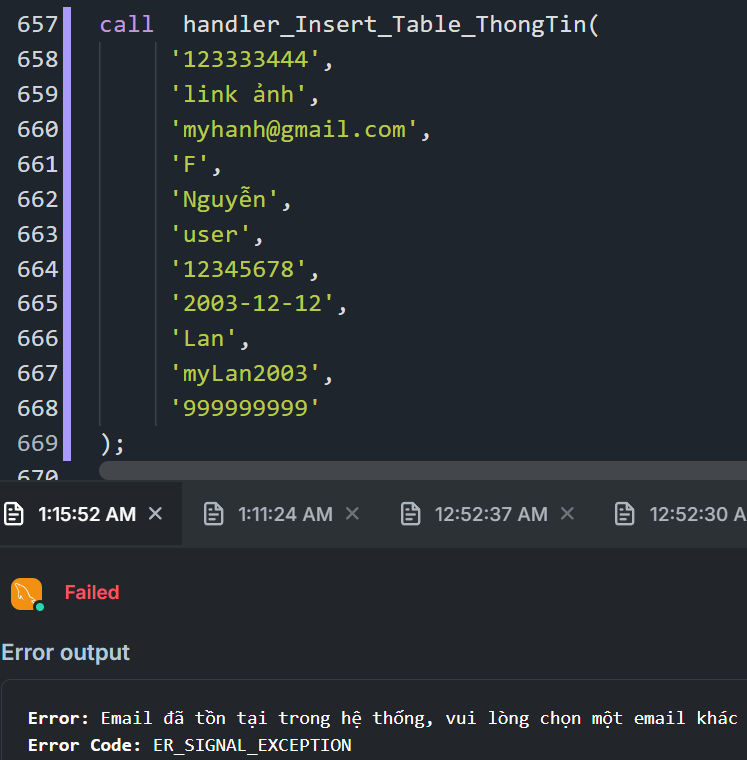 657 call handler_Insert_Table_ThongTin(
658 '123333444',
659 'link ảnh',
660 'myhanh@gmail.com',
661 'F',
662 'Nguyễn',
663 'user',
664 '12345678',
665 '2003-12-12',
666 'Lan',
667 'myLan2003',
668 '999999999'
669 );
670
1:15:52 AM 1:11:24 AM 12:52:37 AM 12:52:30 A
Failed
Error output
Error: Email đã tồn tại trong hệ thống, vui lòng chọn một email khác
Error Code: ER_SIGNAL_EXCEPTION